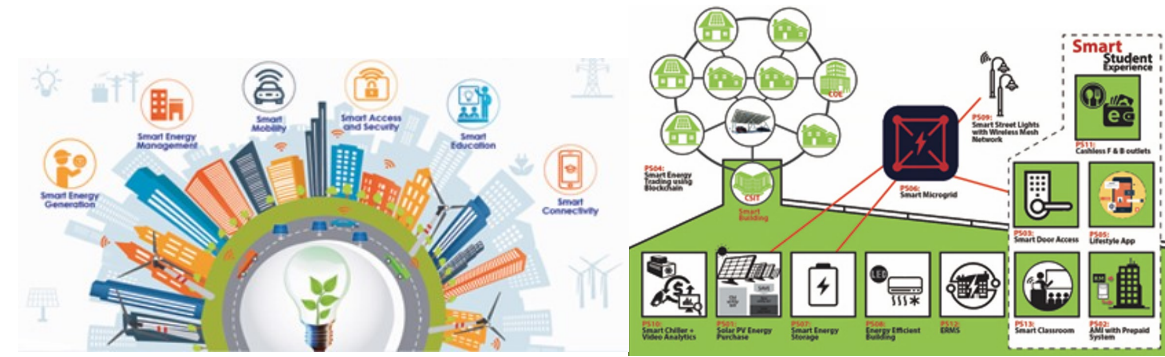 Smart Energy
Management
Smart
Mobility
Smart Access
and Security
Smart
Education
Smart Energy
Generation
Smart
Connectivity
COE
PS04:
Smart Energy
Trading using
Blockchain
CSIT
Smart
Building
PS06:
Smart Microgrid
PS09:
Smart Street Lights
with Wireless Mesh
Network
Smart
Student
Experience
e
PS11:
Cashless F & B outlets
PS03:
Smart Door Access
PS05:
Lifestyle App
PS10:
Smart Chiller +
Video Analytics
SAVE
PS01:
Solar PV Energy
Purchase
PS07:
Smart Energy
Storage
LED
PS08:
Energy Efficient
Building
PS12:
ERMS
PS13:
Smart Classroom
PS02:
AMI with Prepaid
System